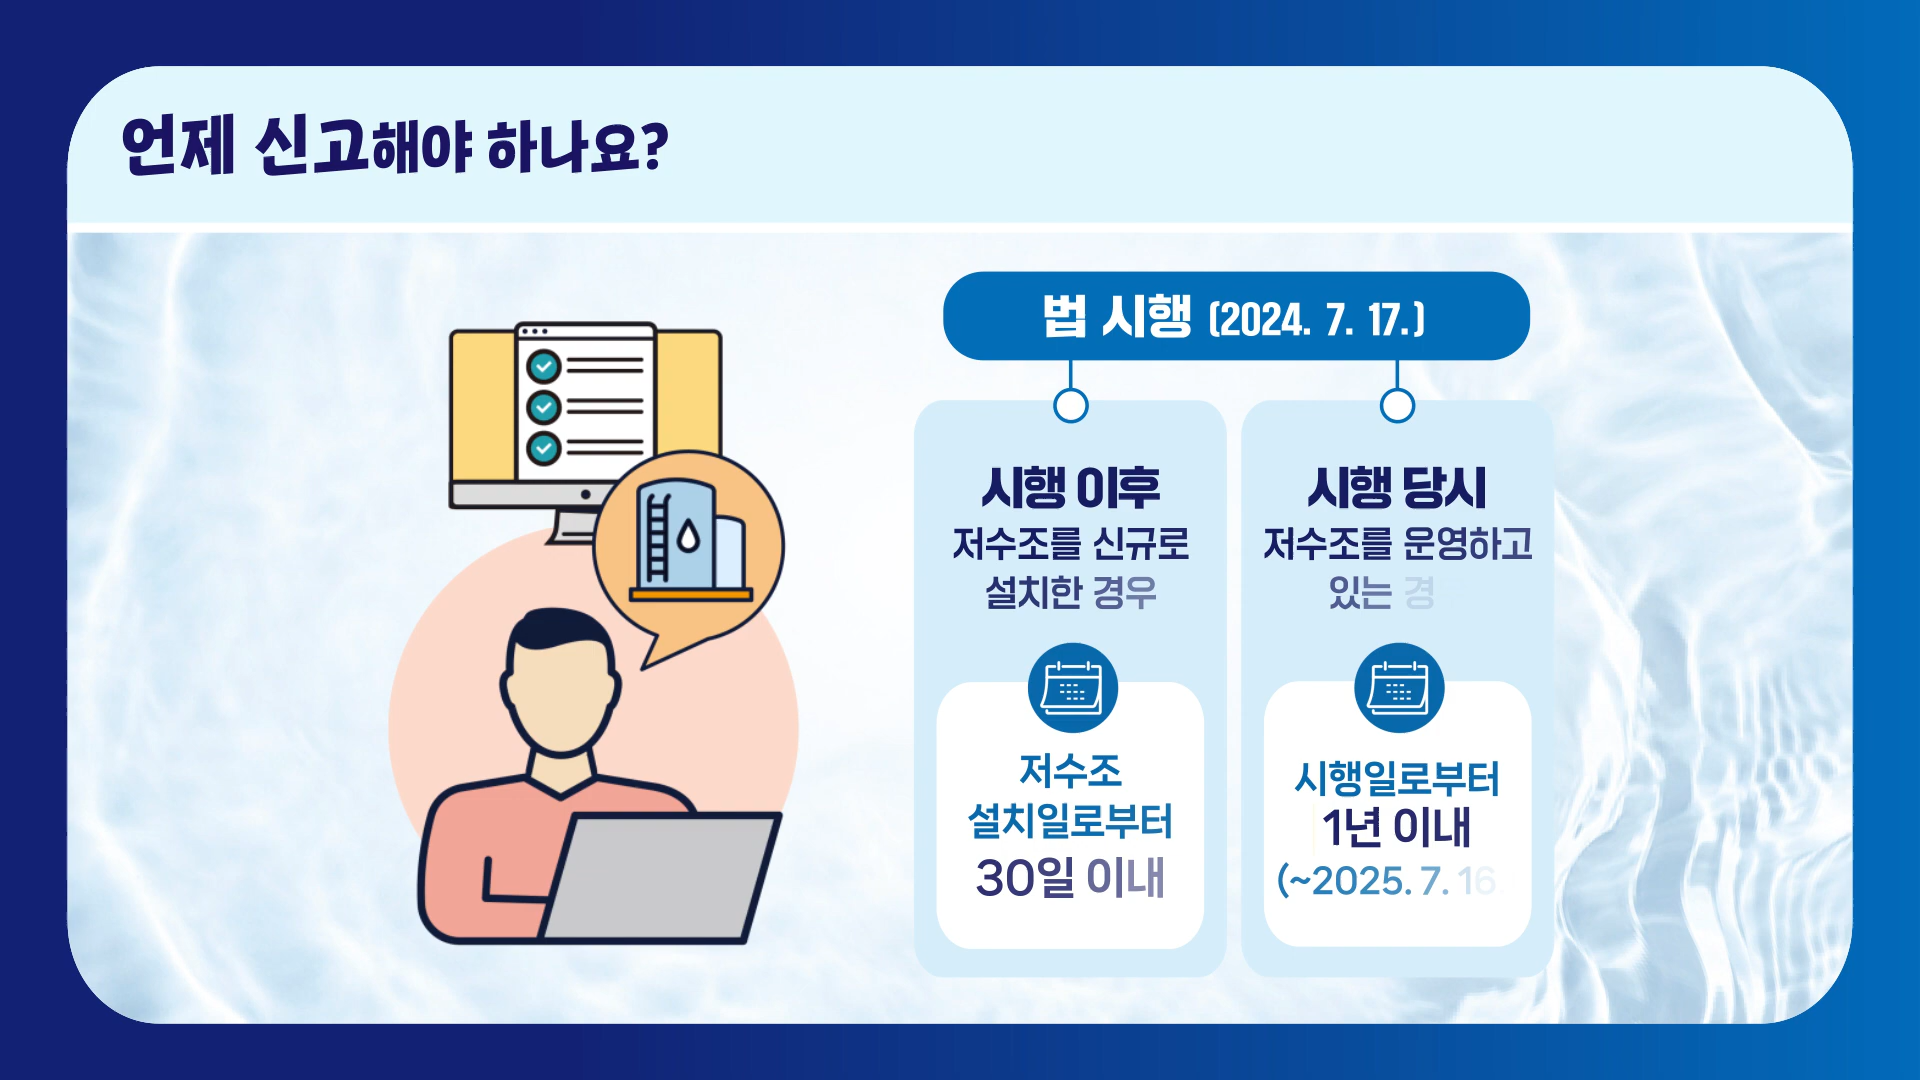 언제 신고해야 하나요?
법 시행 (2024. 7. 17.)
시행 이후
저수조를 신규로
설치한 경우
저수조
설치일로부터
30일 이내
시행 당시
저수조를 운영하고
있는 경
시행일로부터
1년 이내
(~2025. 7. 16.